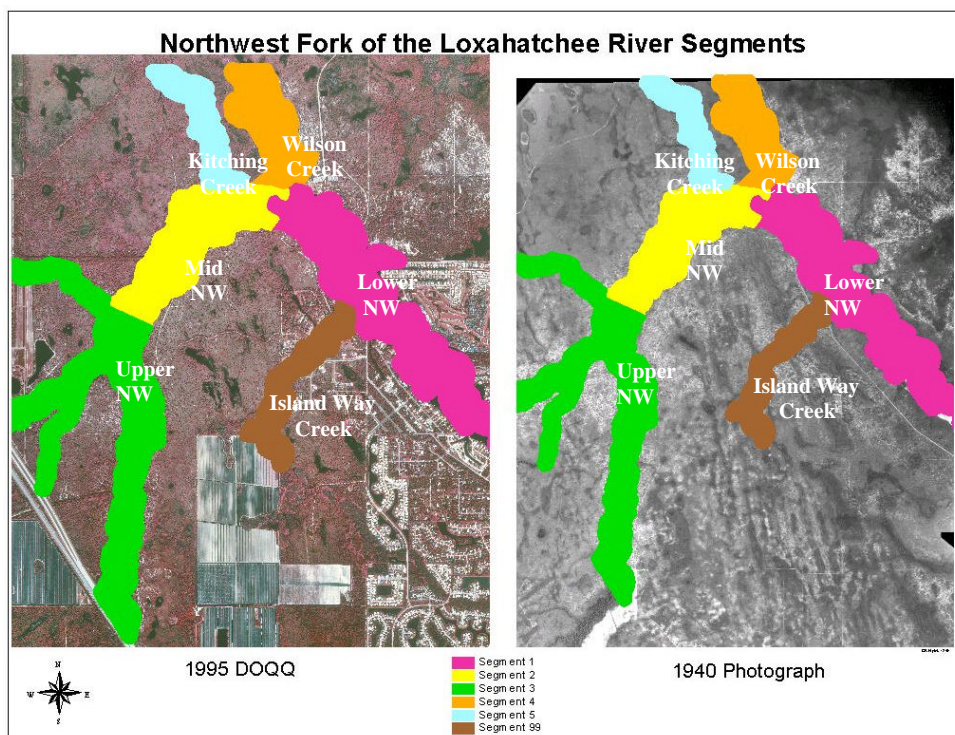 Northwest Fork of the Loxahatchee River Segments
Kitching
Creek
Wilson
Creek
Mid
NW
Lower
NW
Upper
NW
Island Way
Creek
Kitching
Creek
Wilson
Creek
Mid
NW
Lower
NW
Upper
NW
Island Way
Creek
1995 DOQQ
1940 Photograph
N
W E
S
Segment 1
Segment 2
Segment 3
Segment 4
Segment 5
Segment 99